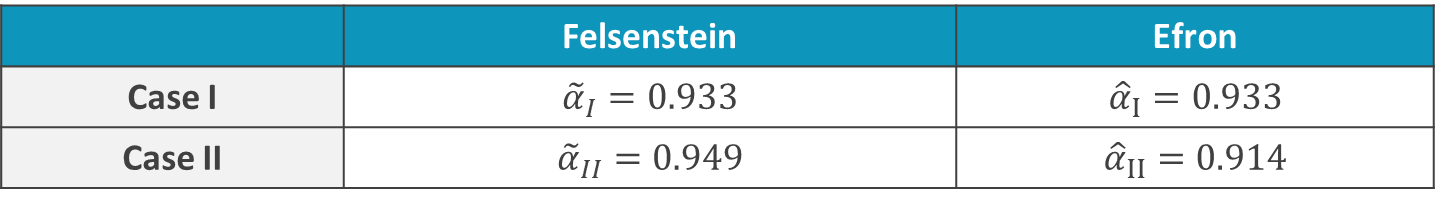 Felsenstein Efron
Case I α̃_I = 0.933 α̂_I = 0.933
Case II α̃_II = 0.949 α̂_II = 0.914